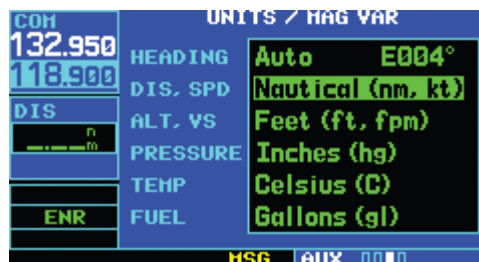 COM
132.950
118.900
DIS
n
_ _._ _m
ENR
UNITS / MAG VAR
HEADING Auto E004°
DIS, SPD Nautical (nm, kt)
ALT, VS Feet (ft, fpm)
PRESSURE Inches (hg)
TEMP Celsius (C)
FUEL Gallons (gl)
MSG AUX